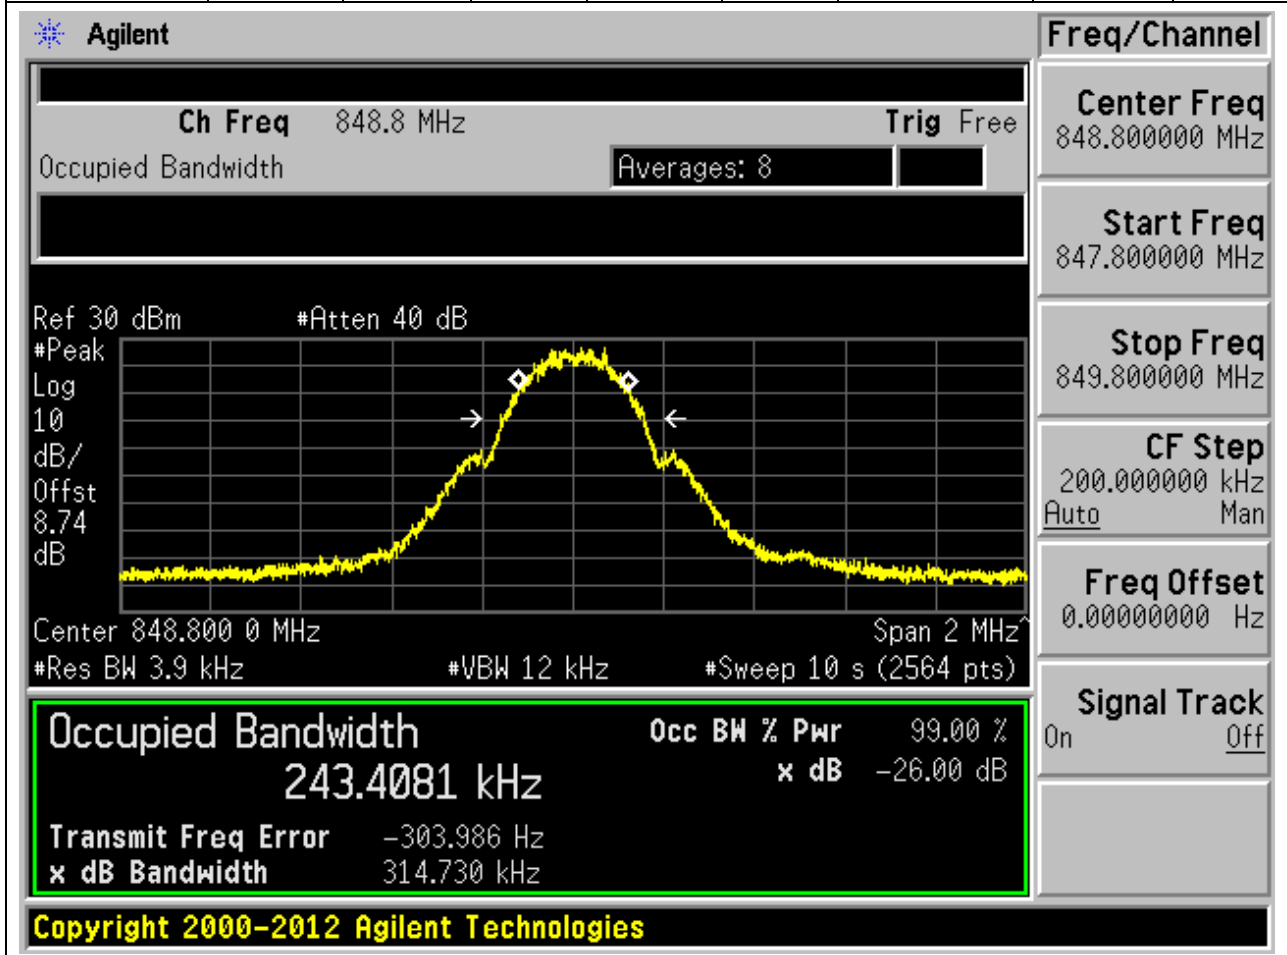 Agilent
Freq/Channel
Ch Freq 848.8 MHz Trig Free
Occupied Bandwidth Averages: 8
Center Freq
848.800000 MHz
Start Freq
847.800000 MHz
Stop Freq
849.800000 MHz
CF Step
200.000000 kHz
Auto Man
Freq Offset
0.00000000 Hz
Signal Track
On Off
Ref 30 dBm #Atten 40 dB
#Peak
Log
10
dB/
Offst
8.74
dB
Center 848.800 0 MHz Span 2 MHz^
#Res BW 3.9 kHz #VBW 12 kHz #Sweep 10 s (2564 pts)
Occupied Bandwidth Occ BW % Pwr 99.00 %
243.4081 kHz x dB -26.00 dB
Transmit Freq Error -303.986 Hz
x dB Bandwidth 314.730 kHz
Copyright 2000-2012 Agilent Technologies